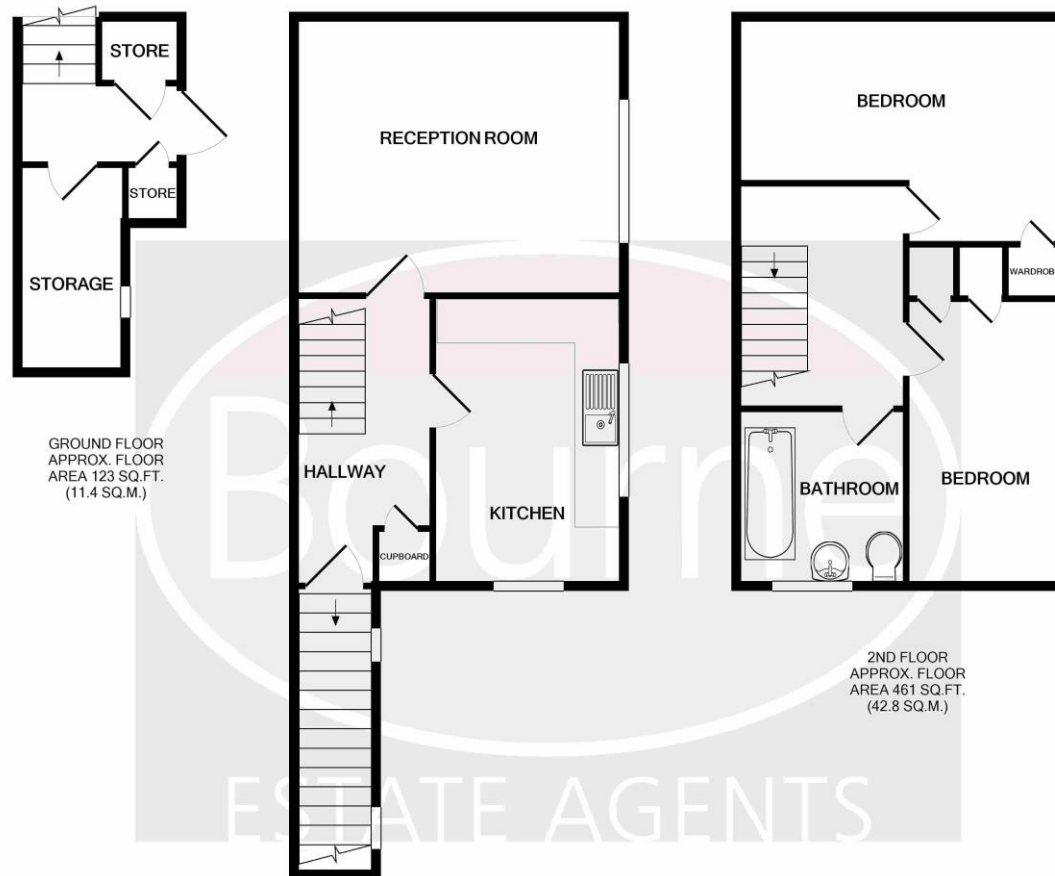 STORE
STORE
STORAGE
GROUND FLOOR
APPROX. FLOOR
AREA 123 SQ.FT.
(11.4 SQ.M.)
RECEPTION ROOM
HALLWAY
KITCHEN
CUPBOARD
BEDROOM
WARDROB
BATHROOM
BEDROOM
2ND FLOOR
APPROX. FLOOR
AREA 461 SQ.FT.
(42.8 SQ.M.)
Bourne
ESTATE AGENTS